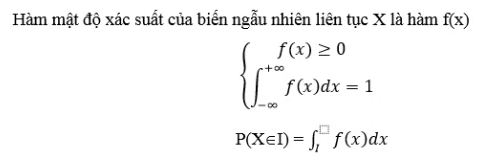 Hàm mật độ xác suất của biến ngẫu nhiên liên tục X là hàm f(x)
f(x) ≥ 0
∫_{-∞}^{+∞} f(x)dx = 1
P(X∈I) = ∫_I^□ f(x)dx